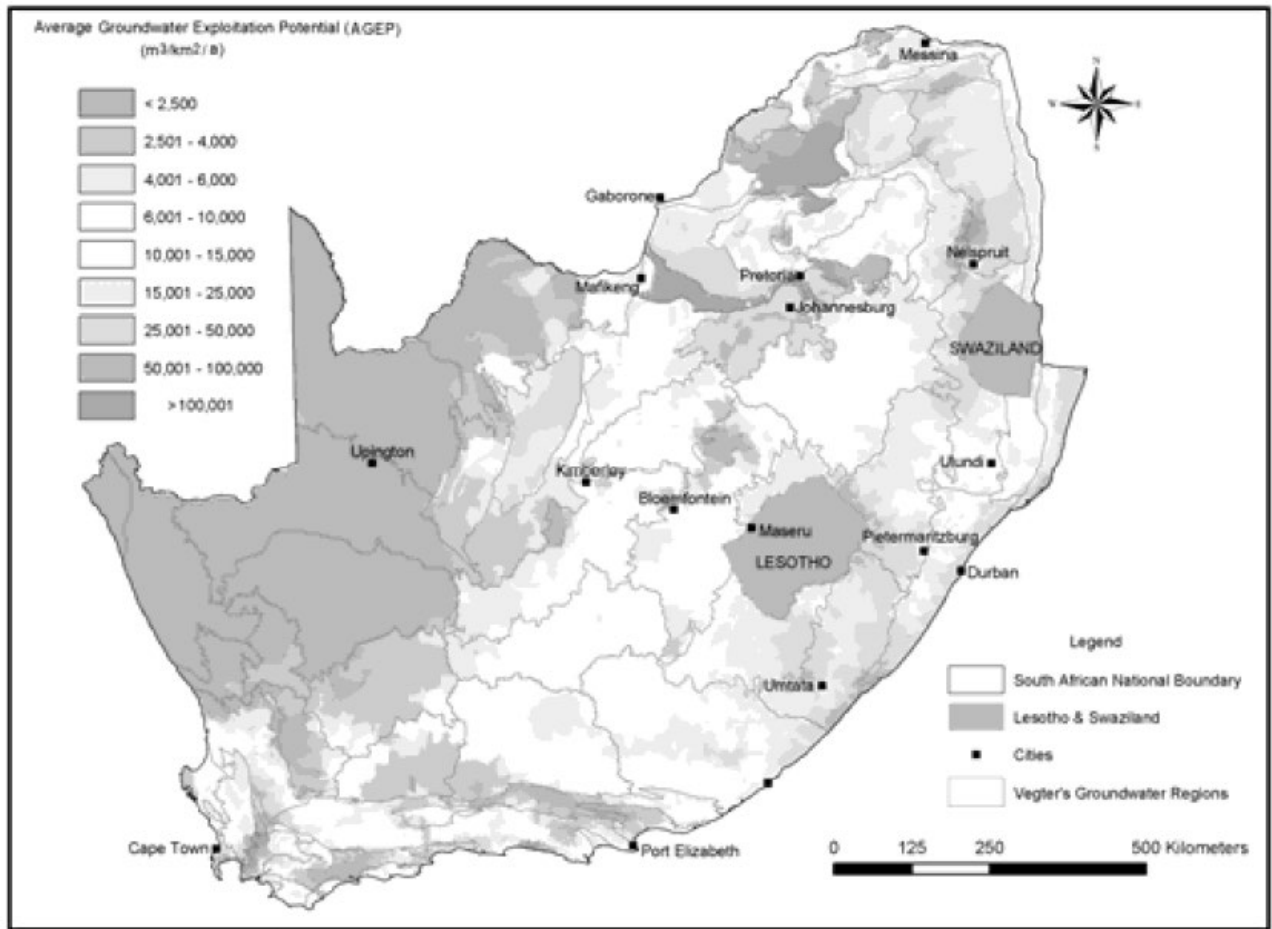 Average Groundwater Exploitation Potential (AGEP)
(m3/km2/a)
< 2,500
2,501 - 4,000
4,001 - 6,000
6,001 - 10,000
10,001 - 15,000
15,001 - 25,000
25,001 - 50,000
50,001 - 100,000
>100,001
N
W
E
S
Messina
Gaborone
Mafikeng
Pretoria
Johannesburg
Nelspruit
SWAZILAND
Upington
Kimberley
Bloemfontein
Ulundi
Maseru
LESOTHO
Pietermaritzburg
Durban
Umtata
Cape Town
Port Elizabeth
Legend
South African National Boundary
Lesotho & Swaziland
Cities
Vegter's Groundwater Regions
0 125 250 500 Kilometers